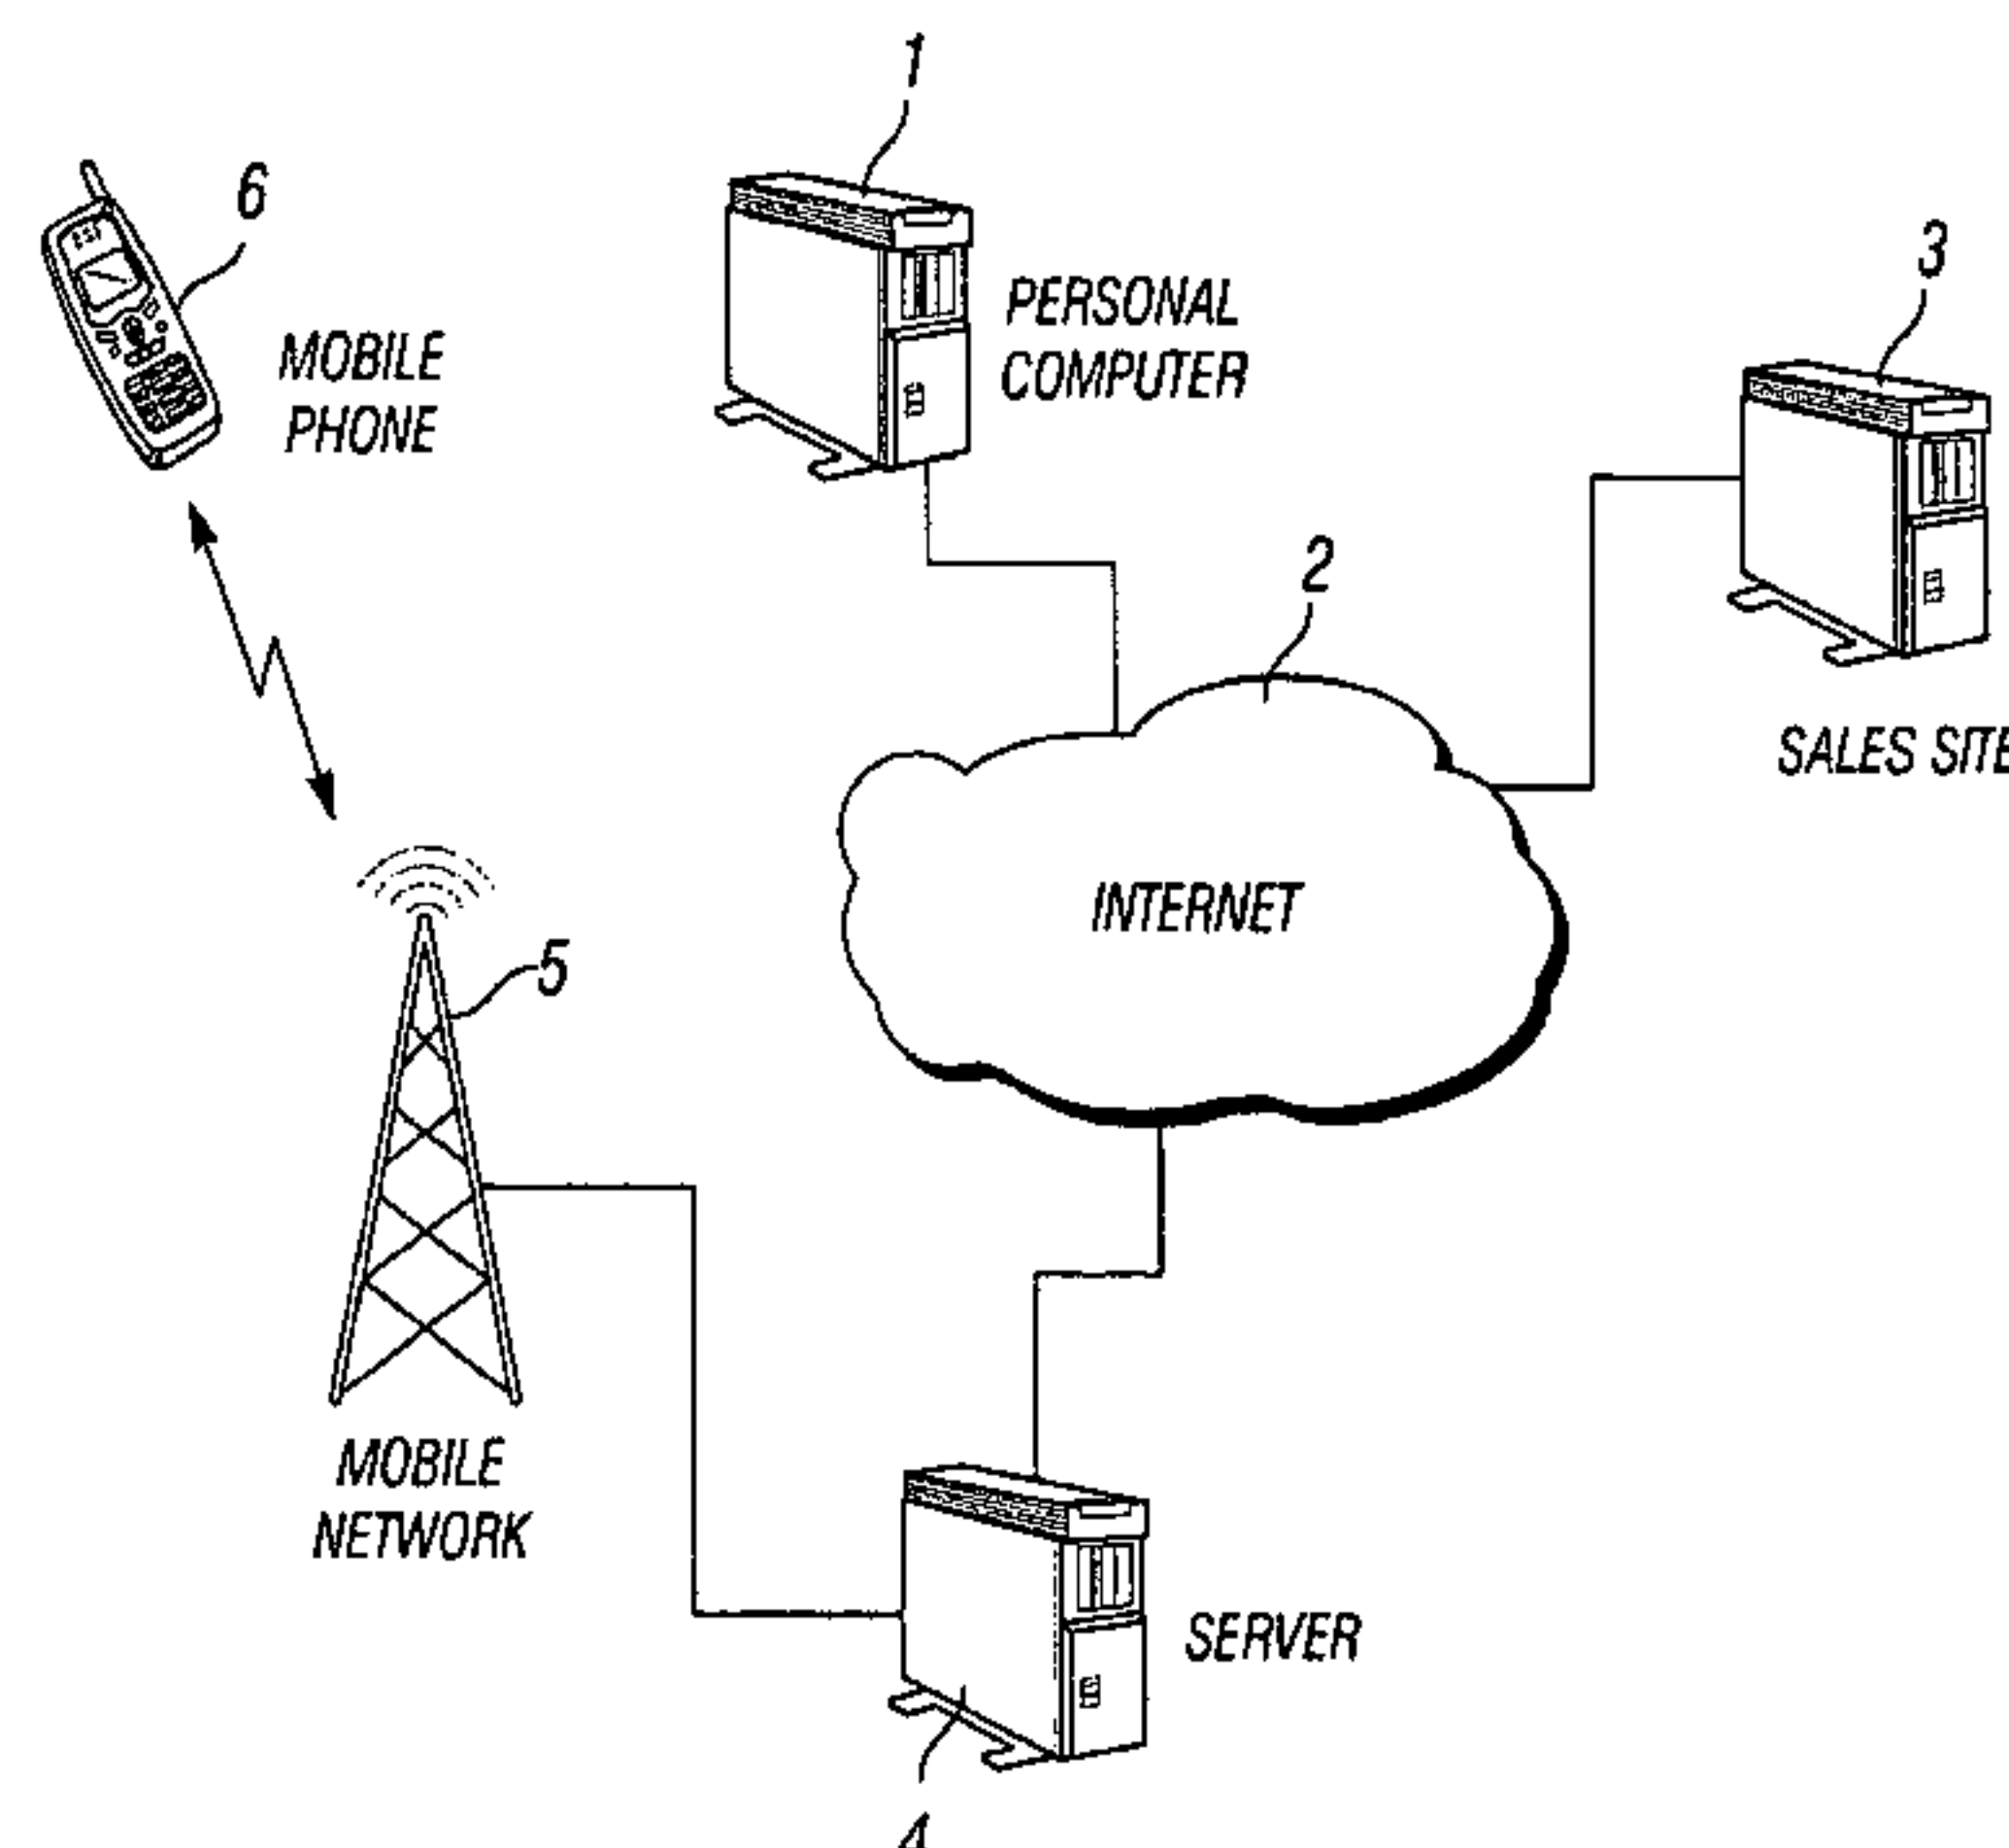 1
6
PERSONAL
COMPUTER
3
MOBILE
PHONE
2
SALES SITE
INTERNET
5
MOBILE
NETWORK
SERVER
4